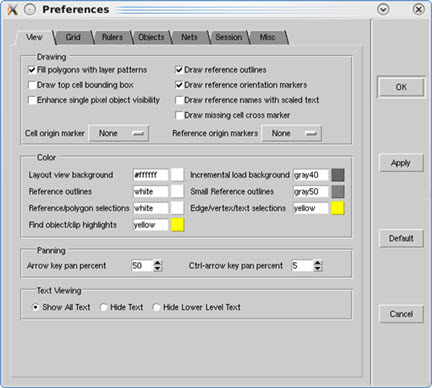 Preferences
View Grid Rulers Objects Nets Session Misc
Drawing
Fill polygons with layer patterns Draw reference outlines
Draw top cell bounding box Draw reference orientation markers
Enhance single pixel object visibility Draw reference names with scaled text
Draw missing cell cross marker
Cell origin marker None Reference origin markers None
Color
Layout view background #ffffff Incremental load background gray40
Reference outlines white Small Reference outlines gray50
Reference/polygon selections white Edge/vertex/text selections yellow
Find object/clip highlights yellow
Panning
Arrow key pan percent 50 Ctrl-arrow key pan percent 5
Text Viewing
Show All Text Hide Text Hide Lower Level Text
OK
Apply
Default
Cancel